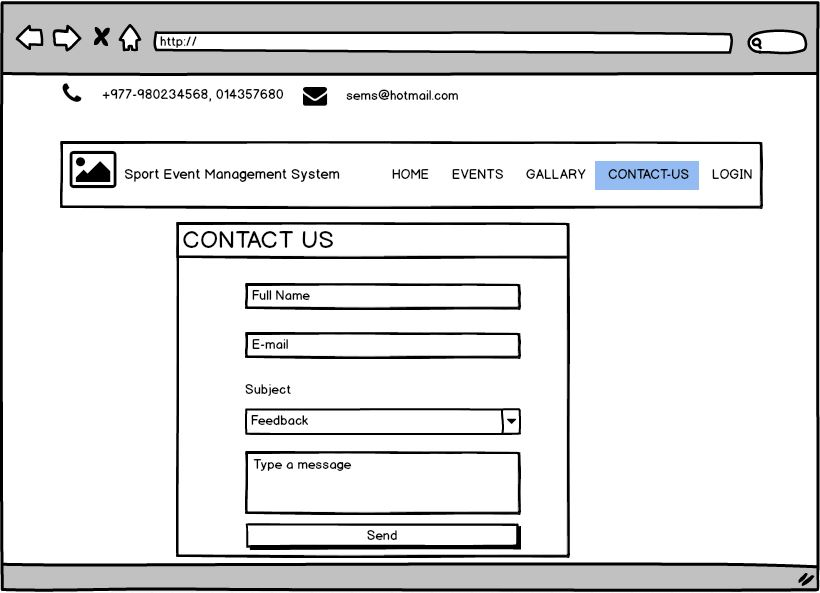 http://
+977-980234568, 014357680 sems@hotmail.com
Sport Event Management System HOME EVENTS GALLARY CONTACT-US LOGIN
CONTACT US
Full Name
E-mail
Subject
Feedback
Type a message
Send